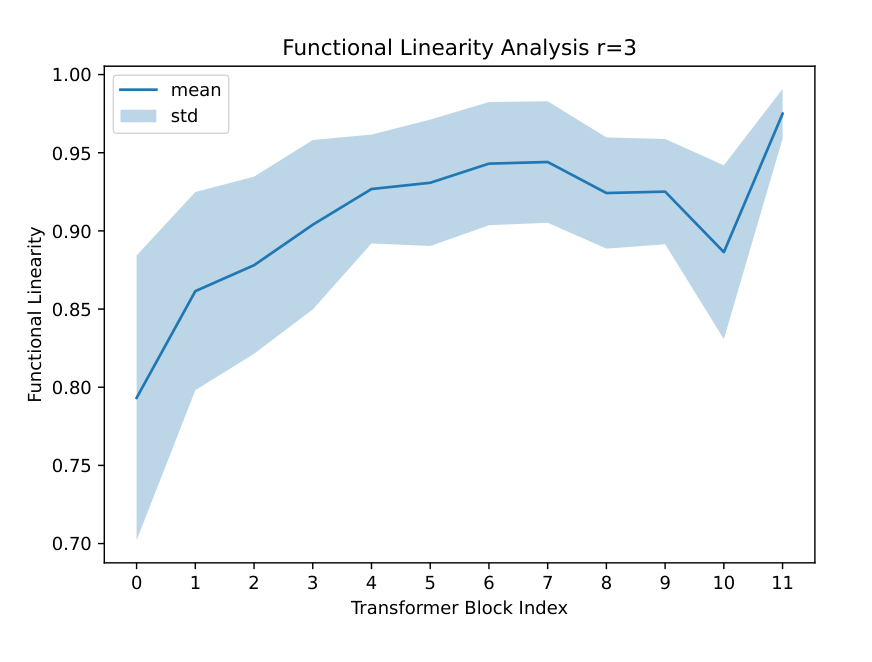 Functional Linearity Analysis r=3
mean
std
1.00
0.95
0.90
0.85
0.80
0.75
0.70
Functional Linearity
0 1 2 3 4 5 6 7 8 9 10 11
Transformer Block Index